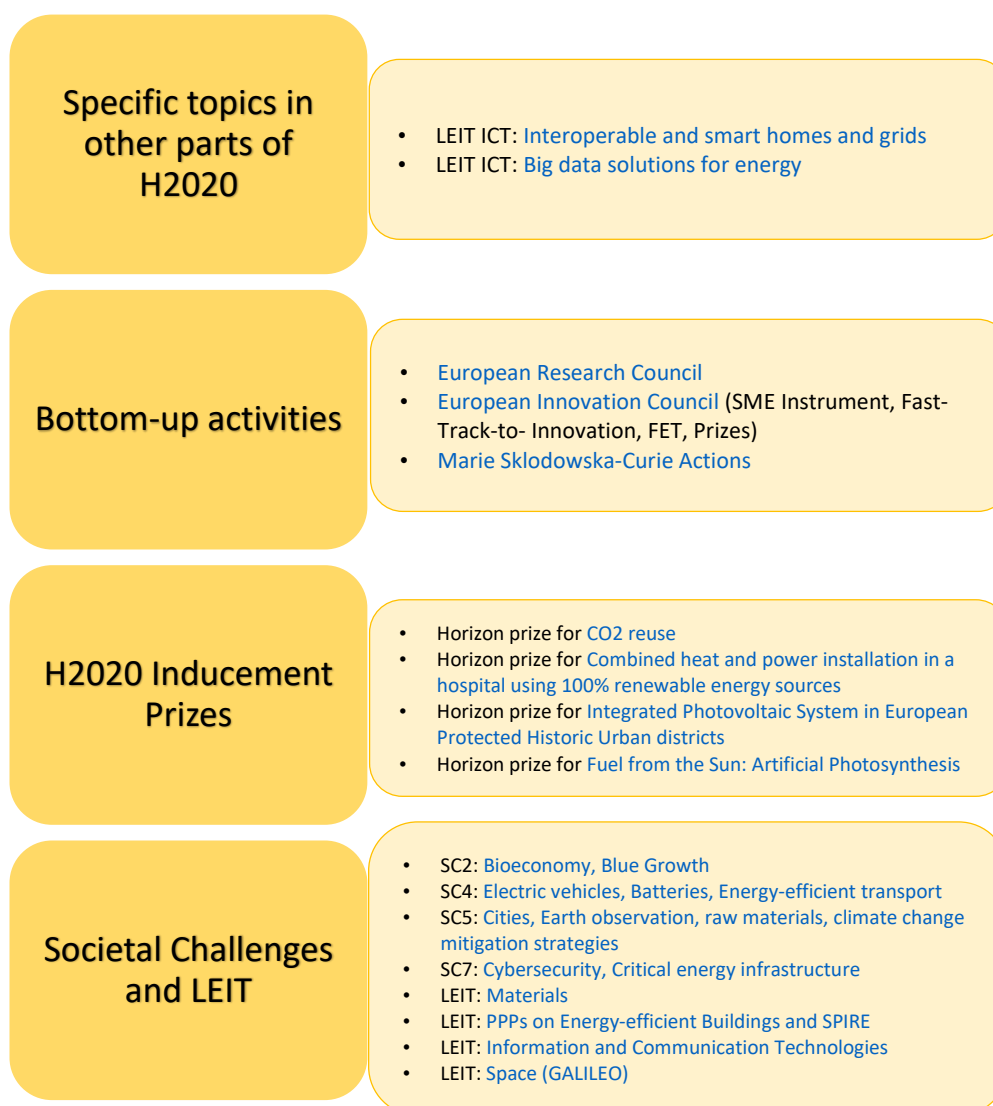 Specific topics in
other parts of
H2020
• LEIT ICT: Interoperable and smart homes and grids
• LEIT ICT: Big data solutions for energy
Bottom-up activities
• European Research Council
• European Innovation Council (SME Instrument, Fast-
Track-to- Innovation, FET, Prizes)
• Marie Sklodowska-Curie Actions
H2020 Inducement
Prizes
• Horizon prize for CO2 reuse
• Horizon prize for Combined heat and power installation in a
hospital using 100% renewable energy sources
• Horizon prize for Integrated Photovoltaic System in European
Protected Historic Urban districts
• Horizon prize for Fuel from the Sun: Artificial Photosynthesis
Societal Challenges
and LEIT
• SC2: Bioeconomy, Blue Growth
• SC4: Electric vehicles, Batteries, Energy-efficient transport
• SC5: Cities, Earth observation, raw materials, climate change
mitigation strategies
• SC7: Cybersecurity, Critical energy infrastructure
• LEIT: Materials
• LEIT: PPPs on Energy-efficient Buildings and SPIRE
• LEIT: Information and Communication Technologies
• LEIT: Space (GALILEO)